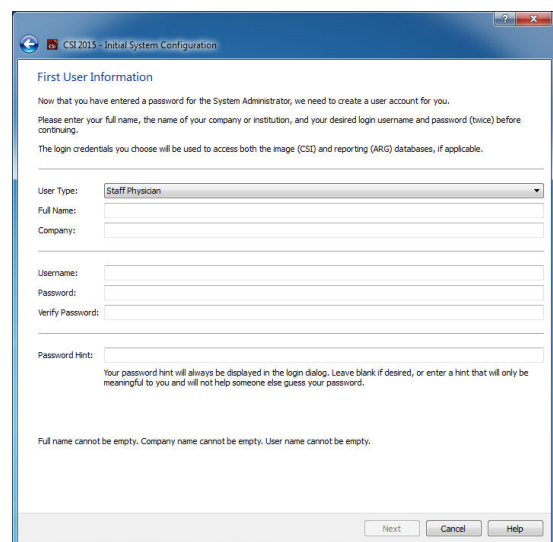 ?
X
CSI 2015 - Initial System Configuration
First User Information
Now that you have entered a password for the System Administrator, we need to create a user account for you.
Please enter your full name, the name of your company or institution, and your desired login username and password (twice) before
continuing.
The login credentials you choose will be used to access both the image (CSI) and reporting (ARG) databases, if applicable.
User Type: Staff Physician
Full Name:
Company:
Username:
Password:
Verify Password:
Password Hint:
Your password hint will always be displayed in the login dialog. Leave blank if desired, or enter a hint that will only be
meaningful to you and will not help someone else guess your password.
Full name cannot be empty. Company name cannot be empty. User name cannot be empty.
Next Cancel Help